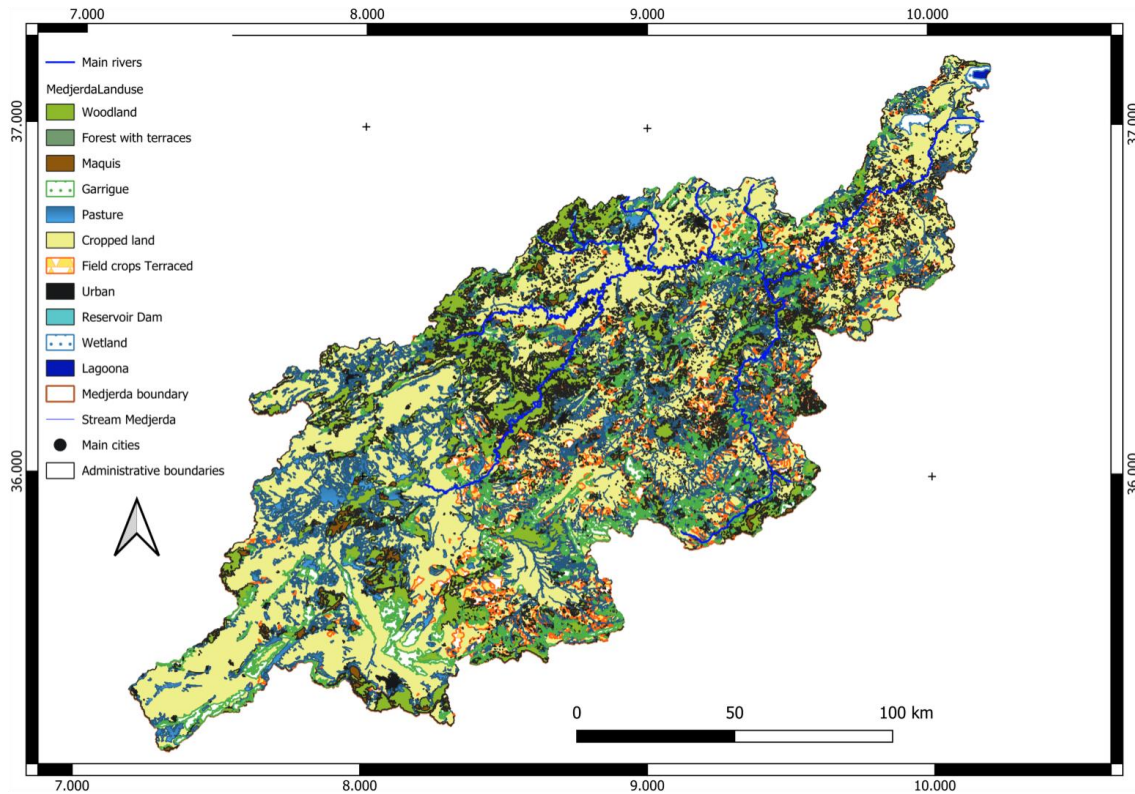 7.000 8.000 9.000 10.000
37.000 37.000
36.000 36.000
Main rivers
MedjerdaLanduse
Woodland
Forest with terraces
Maquis
Garrigue
Pasture
Cropped land
Field crops Terraced
Urban
Reservoir Dam
Wetland
Lagoona
Medjerda boundary
Stream Medjerda
Main cities
Administrative boundaries
0 50 100 km
7.000 8.000 9.000 10.000